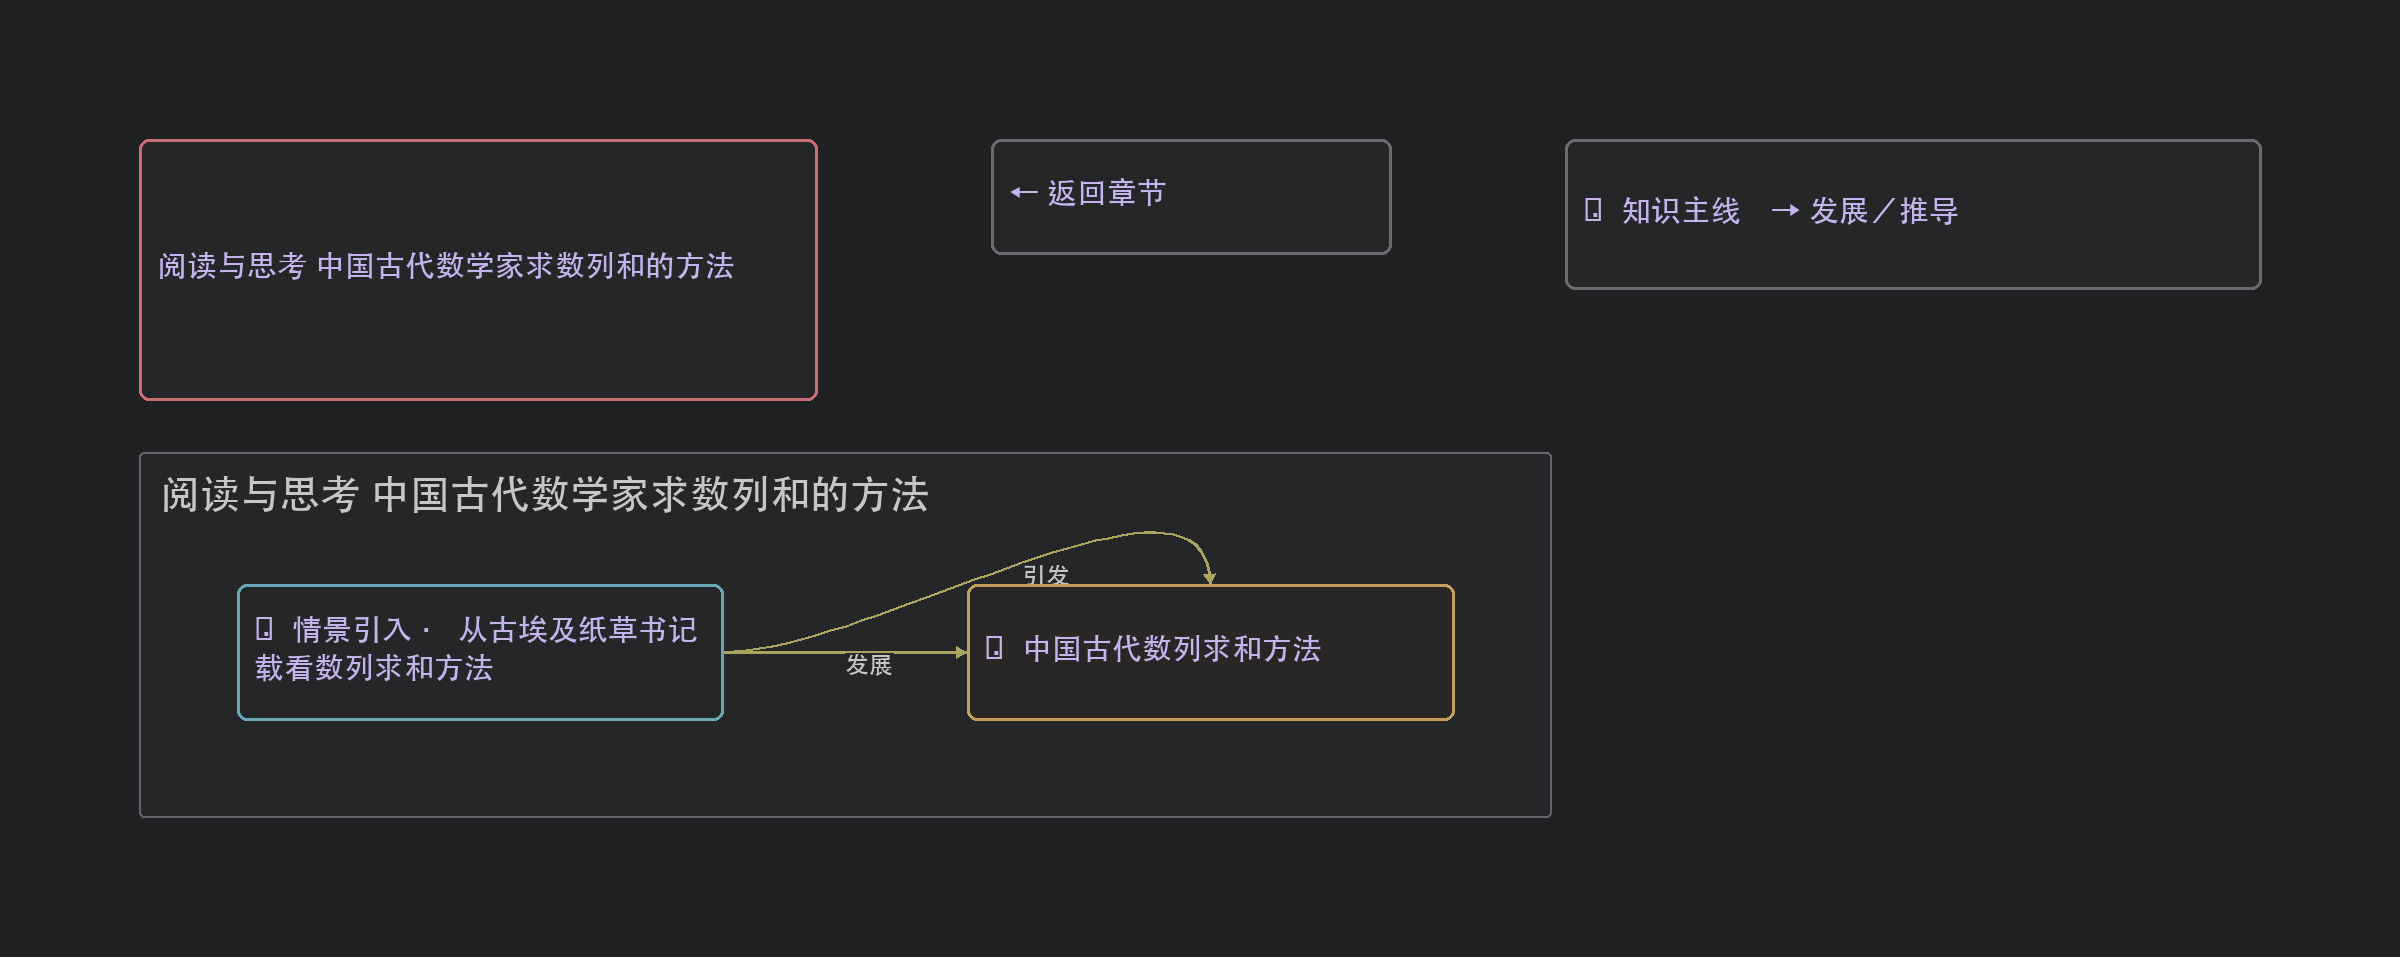 阅读与思考 中国古代数学家求数列和的方法
← 返回章节
知识主线 → 发展／推导
阅读与思考 中国古代数学家求数列和的方法
引发
情景引入· 从古埃及纸草书记
载看数列求和方法
中国古代数列求和方法
发展